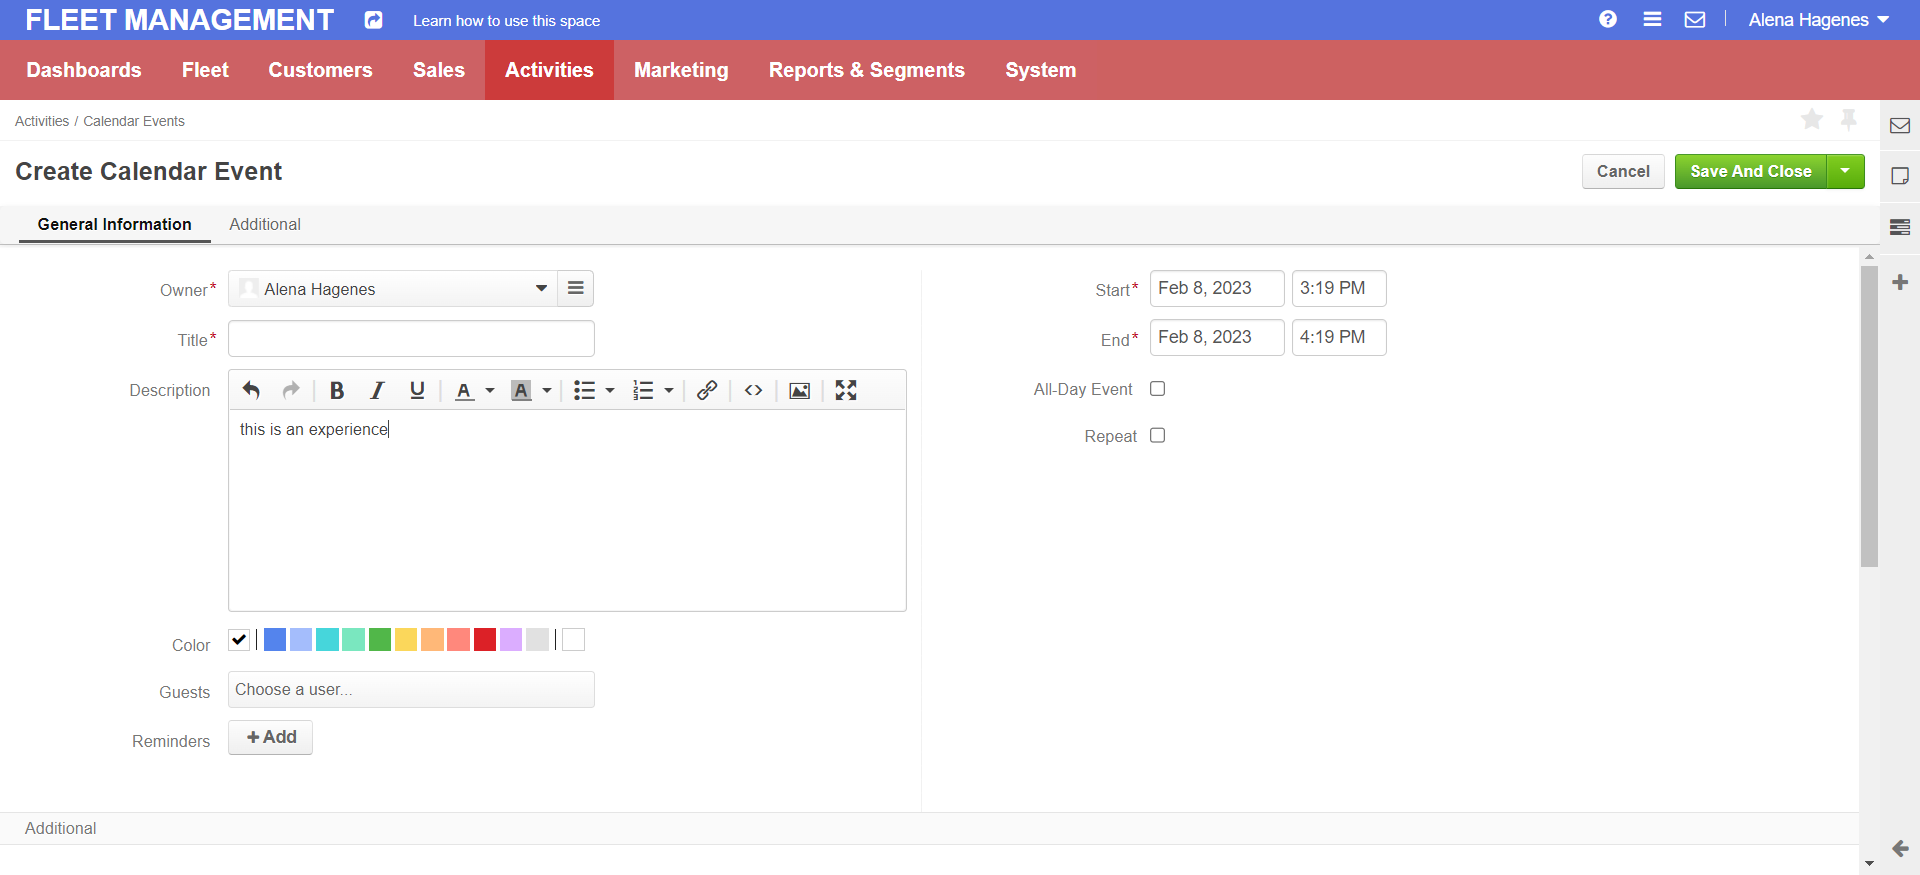 FLEET MANAGEMENT Learn how to use this space Alena Hagenes
Dashboards Fleet Customers Sales Activities Marketing Reports & Segments System
Activities / Calendar Events
Create Calendar Event Cancel Save And Close
General Information Additional
Owner* Alena Hagenes
Title*
Description
this is an experience
Color
Guests Choose a user...
Reminders + Add
Start* Feb 8, 2023 3:19 PM
End* Feb 8, 2023 4:19 PM
All-Day Event
Repeat
Additional